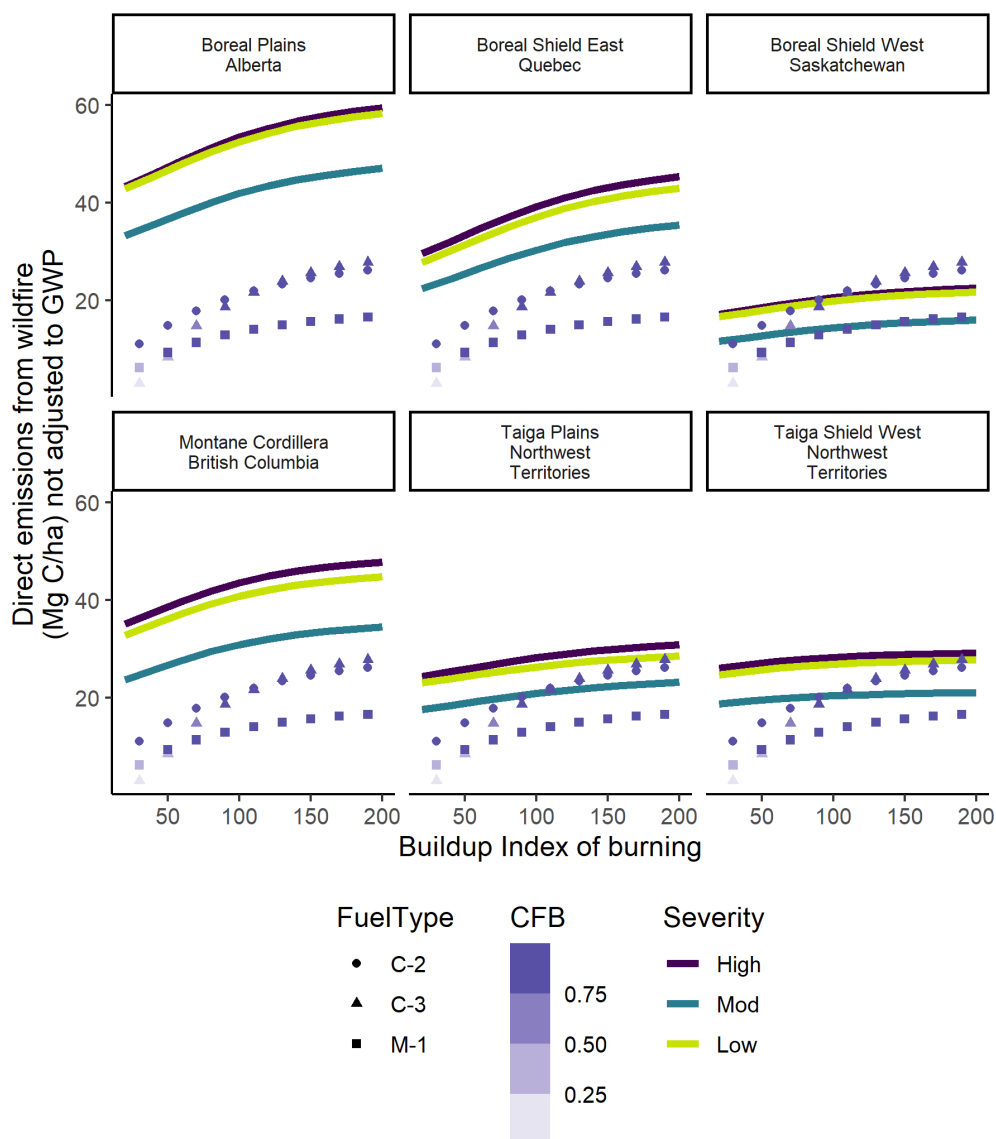 Boreal Plains
Alberta
Boreal Shield East
Quebec
Boreal Shield West
Saskatchewan
60
40
20
Montane Cordillera
British Columbia
Taiga Plains
Northwest
Territories
Taiga Shield West
Northwest
Territories
60
40
20
50 100 150 200
50 100 150 200
50 100 150 200
Direct emissions from wildfire
(Mg C/ha) not adjusted to GWP
Buildup Index of burning
FuelType
C-2
C-3
M-1
CFB
0.75
0.50
0.25
Severity
High
Mod
Low